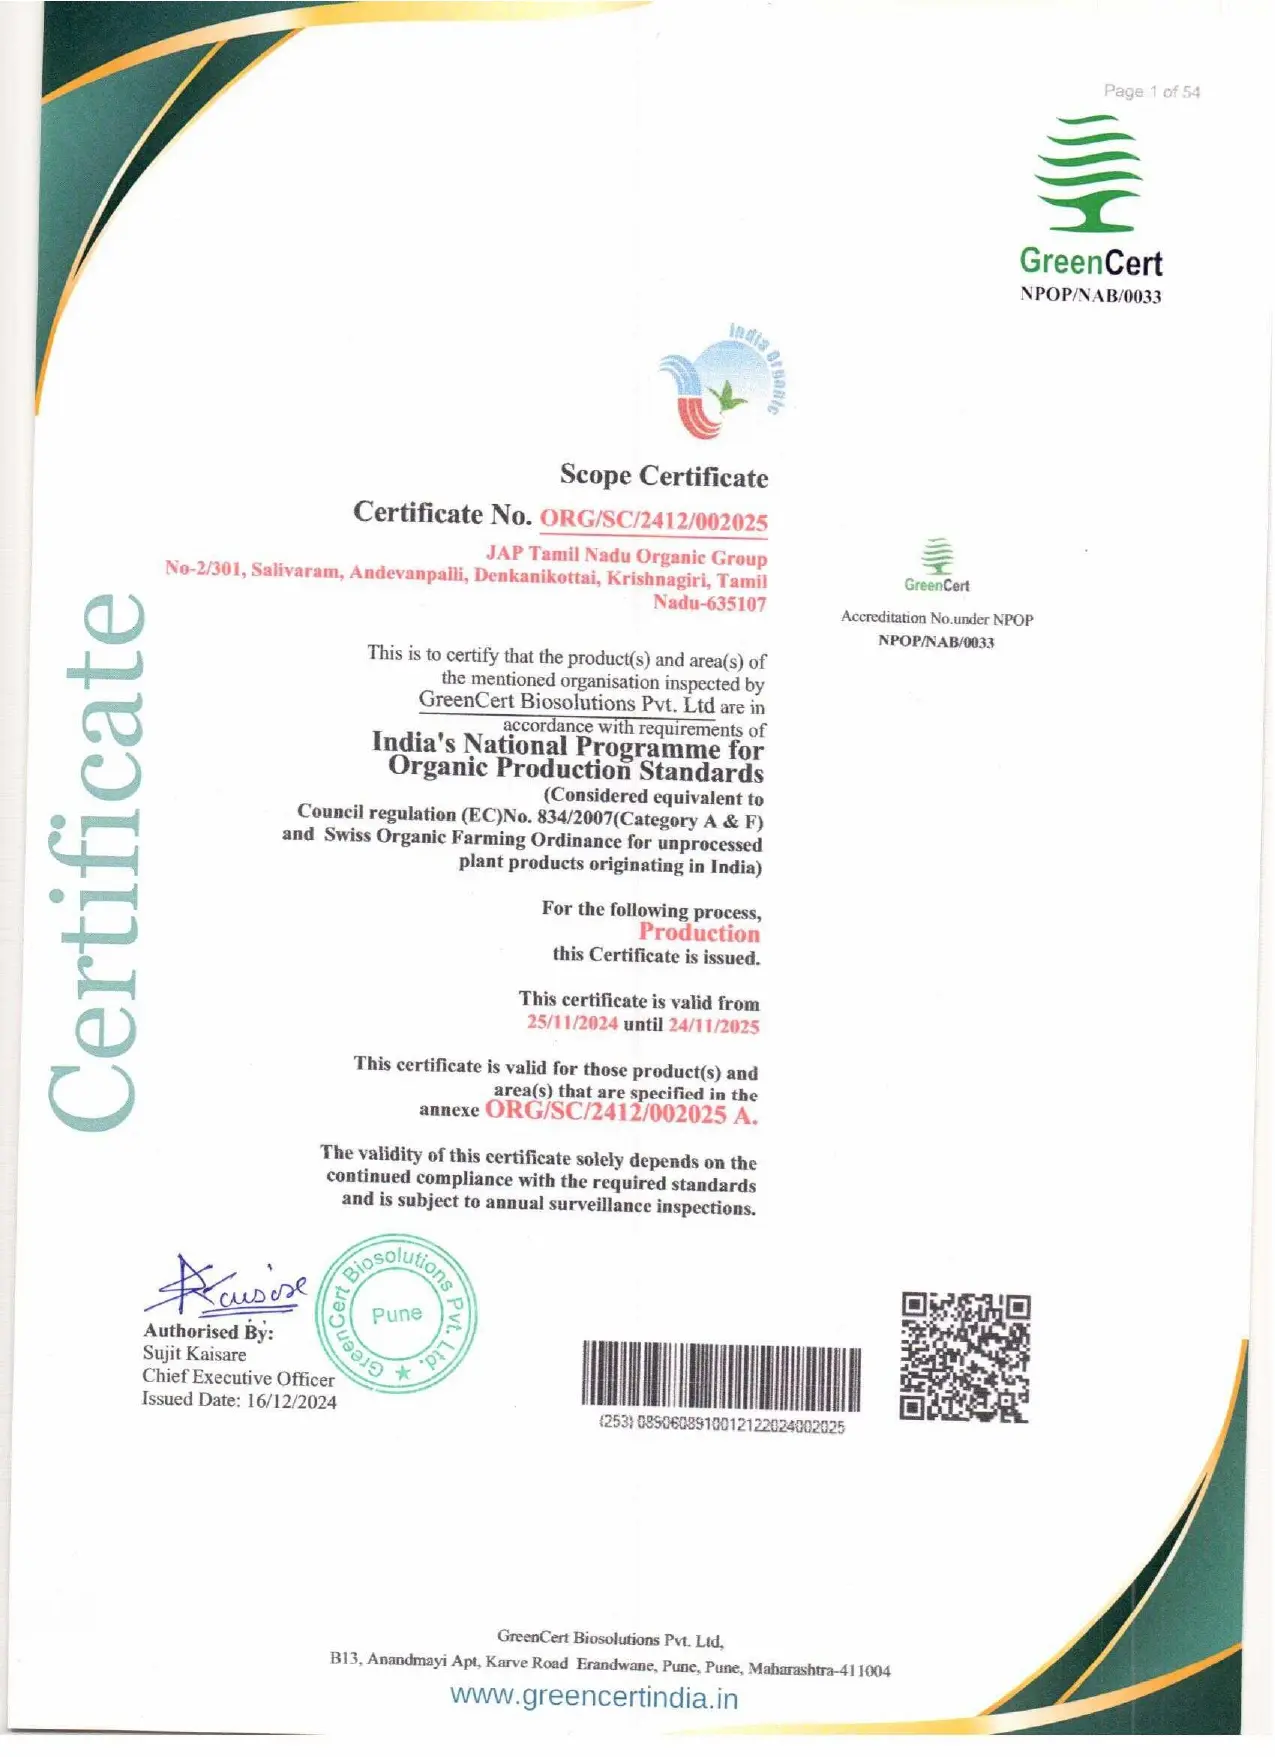 Page 1 of 54
GreenCert
NPOP/NAB/0033
India Organic
Scope Certificate
Certificate No. ORG/SC/2412/002025
JAP Tamil Nadu Organic Group
No-2/301, Salivaram, Andevanpalli, Denkanikottai, Krishnagiri, Tamil
Nadu-635107
GreenCert
Accreditation No.under NPOP
NPOP/NAB/0033
Certificate
This is to certify that the product(s) and area(s) of
the mentioned organisation inspected by
GreenCert Biosolutions Pvt. Ltd are in
accordance with requirements of
India's National Programme for
Organic Production Standards
(Considered equivalent to
Council regulation (EC)No. 834/2007(Category A & F)
and Swiss Organic Farming Ordinance for unprocessed
plant products originating in India)
For the following process,
Production
this Certificate is issued.
This certificate is valid from
25/11/2024 until 24/11/2025
This certificate is valid for those product(s) and
area(s) that are specified in the
annexe ORG/SC/2412/002025 A.
The validity of this certificate solely depends on the
continued compliance with the required standards
and is subject to annual surveillance inspections.
GreenCert Biosolutions Pvt. Ltd.
Pune
Authorised By:
Sujit Kaisare
Chief Executive Officer
Issued Date: 16/12/2024
(253) 0890608910012122024002025
GreenCert Biosolutions Pvt. Ltd,
B13, Anandmayi Apt, Karve Road Erandwane, Pune, Pune, Maharashtra-411004
www.greencertindia.in